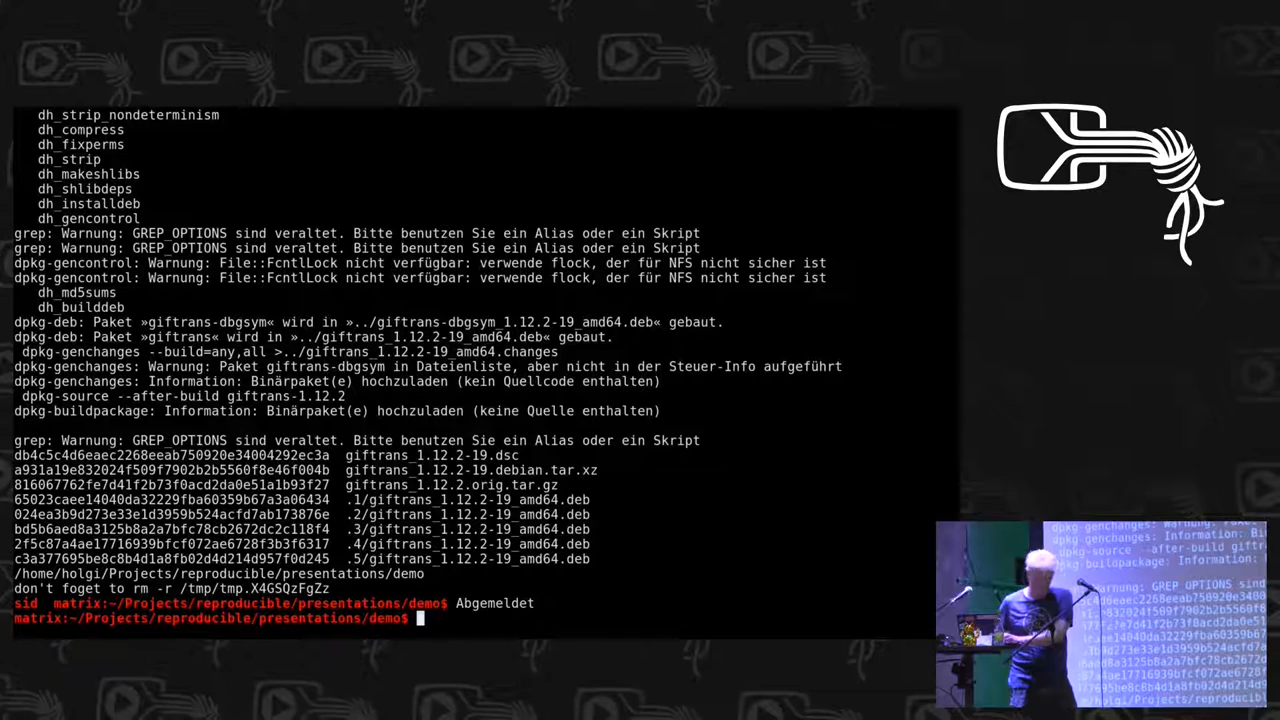 dh_strip_nondeterminism
dh_compress
dh_fixperms
dh_strip
dh_makeshlibs
dh_shlibdeps
dh_installdeb
dh_gencontrol
grep: Warnung: GREP_OPTIONS sind veraltet. Bitte benutzen Sie ein Alias oder ein Skript
grep: Warnung: GREP_OPTIONS sind veraltet. Bitte benutzen Sie ein Alias oder ein Skript
dpkg-gencontrol: Warnung: File::FcntlLock nicht verfügbar: verwende flock, der für NFS nicht sicher ist
dpkg-gencontrol: Warnung: File::FcntlLock nicht verfügbar: verwende flock, der für NFS nicht sicher ist
dh_md5sums
dh_builddeb
dpkg-deb: Paket »giftrans-dbgsym« wird in »../giftrans-dbgsym_1.12.2-19_amd64.deb« gebaut.
dpkg-deb: Paket »giftrans« wird in »../giftrans_1.12.2-19_amd64.deb« gebaut.
dpkg-genchanges --build=any,all >../giftrans_1.12.2-19_amd64.changes
dpkg-genchanges: Warnung: Paket giftrans-dbgsym in Dateienliste, aber nicht in der Steuer-Info aufgeführt
dpkg-genchanges: Information: Binärpaket(e) hochzuladen (kein Quellcode enthalten)
dpkg-source --after-build giftrans-1.12.2
dpkg-buildpackage: Information: Binärpaket(e) hochzuladen (keine Quelle enthalten)
grep: Warnung: GREP_OPTIONS sind veraltet. Bitte benutzen Sie ein Alias oder ein Skript
db4c5c4d6eaec2268eeab750920e34004292ec3a giftrans_1.12.2-19.dsc
a931a19e832024f509f7902b2b5560f8e46f004b giftrans_1.12.2-19.debian.tar.xz
816067762fe7d41f2b73f0acd2da0e51a1b93f27 giftrans_1.12.2.orig.tar.gz
65023caee14040da32229fba60359b67a3a06434 .1/giftrans_1.12.2-19_amd64.deb
024ea3b9d273e33e1d3959b524acfd7ab173876e .2/giftrans_1.12.2-19_amd64.deb
bd5b6aed8a3125b8a2a7bfc78cb2672dc2c118f4 .3/giftrans_1.12.2-19_amd64.deb
2f5c87a4ae17716939bfcf072ae6728f3b3f6317 .4/giftrans_1.12.2-19_amd64.deb
c3a377695be8c8b4d1a8fb02d4d214d957f0d245 .5/giftrans_1.12.2-19_amd64.deb
/home/holgi/Projects/reproducible/presentations/demo
don't foget to rm -r /tmp/tmp.X4GSQzFgZz
sid matrix:~/Projects/reproducible/presentations/demo$ Abgemeldet
matrix:~/Projects/reproducible/presentations/demo$